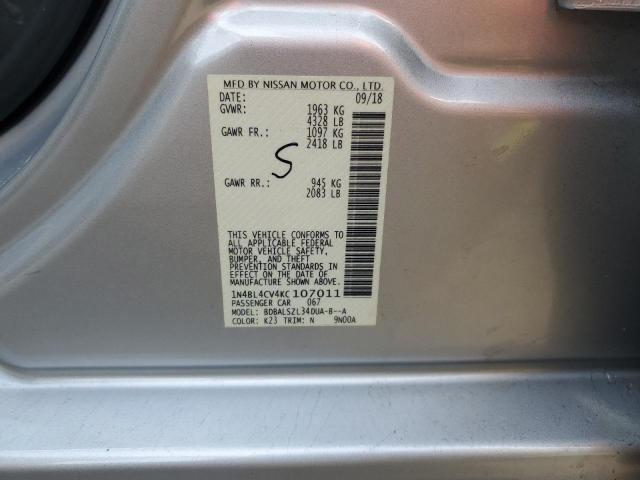 MFD BY NISSAN MOTOR CO., LTD.
DATE: 09/18
GVWR: 1963 KG
4328 LB
GAWR FR.: 1097 KG
2418 LB
S
GAWR RR.: 945 KG
2083 LB
THIS VEHICLE CONFORMS TO
ALL APPLICABLE FEDERAL
MOTOR VEHICLE SAFETY,
BUMPER, AND THEFT
PREVENTION STANDARDS IN
EFFECT ON THE DATE OF
MANUFACTURE SHOWN ABOVE.
1N4BL4CV4KC107011
PASSENGER CAR 067
MODEL: BDBALSZL34DUA-B--A
COLOR: K23 TRIM: N 9N00A